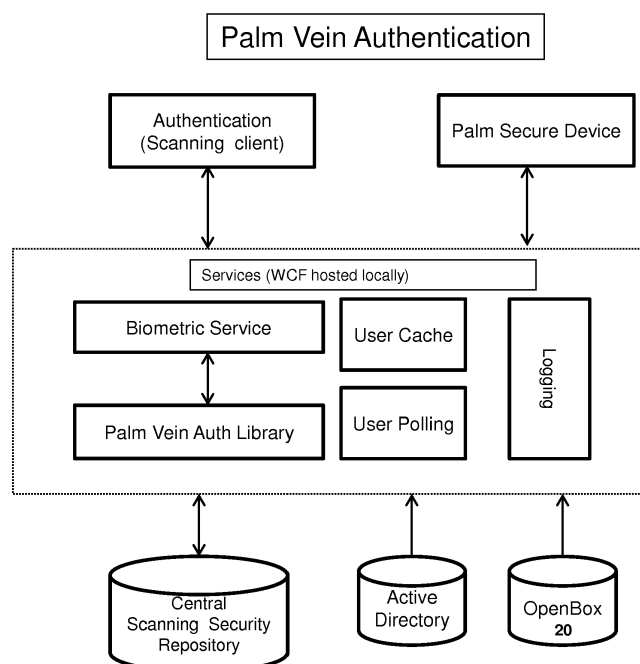 Palm Vein Authentication
Authentication
(Scanning client)
Palm Secure Device
Services (WCF hosted locally)
Biometric Service
User Cache
Logging
Palm Vein Auth Library
User Polling
Central
Scanning Security
Repository
Active
Directory
OpenBox
20